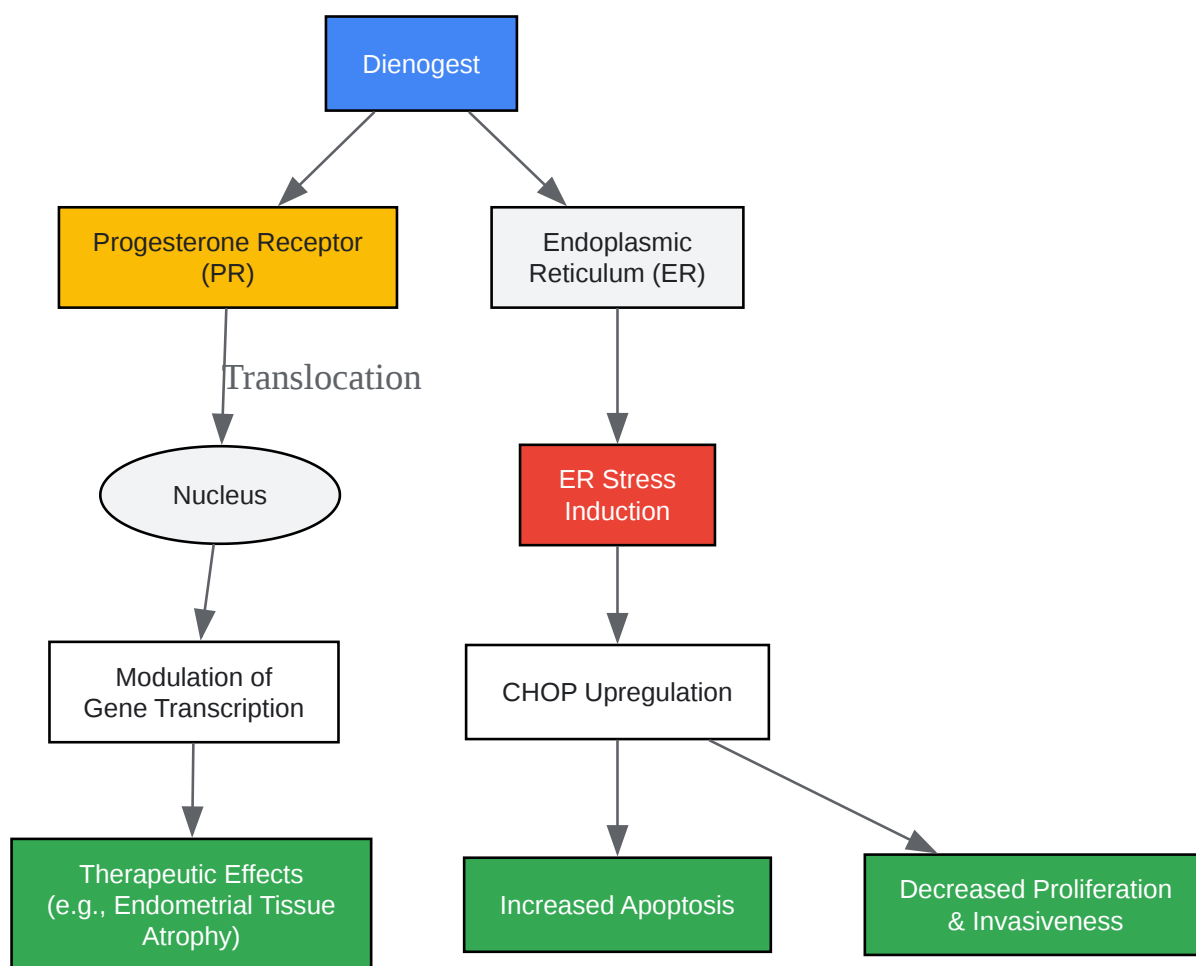 Dienogest
Progesterone Receptor
(PR)
Endoplasmic
Reticulum (ER)
Translocation
Nucleus
ER Stress
Induction
Modulation of
Gene Transcription
CHOP Upregulation
Therapeutic Effects
(e.g., Endometrial Tissue
Atrophy)
Increased Apoptosis
Decreased Proliferation
& Invasiveness